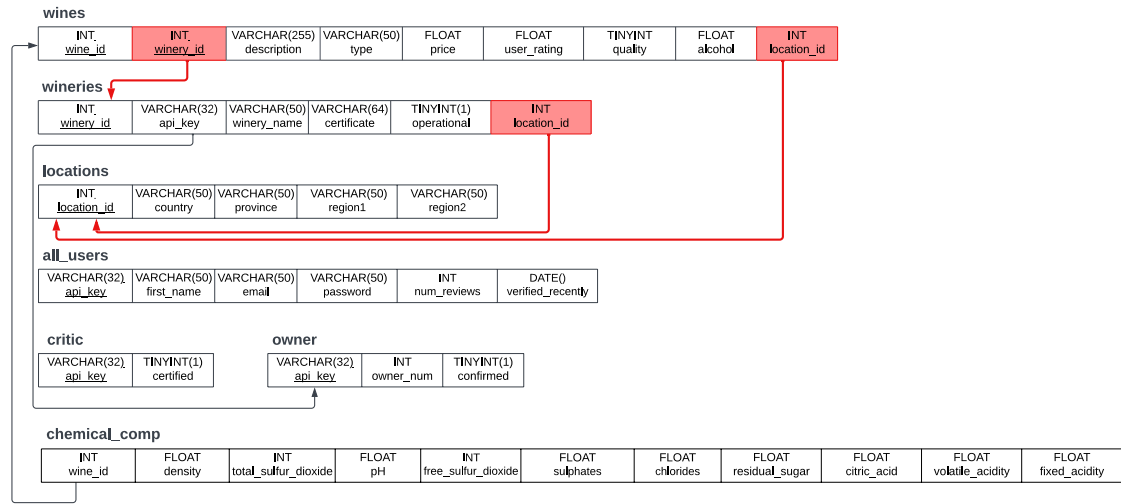 wines
INT VARCHAR(255) VARCHAR(50) FLOAT FLOAT TINYINT FLOAT INT
wine_id winery_id description type price user_rating quality alcohol location_id
INT
wineries
INT VARCHAR(32) VARCHAR(50) VARCHAR(64) TINYINT(1) INT
winery_id api_key winery_name certificate operational location_id
locations
INT VARCHAR(50) VARCHAR(50) VARCHAR(50) VARCHAR(50)
location_id country province region1 region2
all_users
VARCHAR(32) VARCHAR(50) VARCHAR(50) VARCHAR(50) INT DATE()
api_key first_name email password num_reviews verified_recently
critic owner
VARCHAR(32) TINYINT(1) VARCHAR(32) INT TINYINT(1)
api_key certified api_key owner_num confirmed
chemical_comp
INT FLOAT INT FLOAT INT FLOAT FLOAT FLOAT FLOAT FLOAT FLOAT
wine_id density total_sulfur_dioxide pH free_sulfur_dioxide sulphates chlorides residual_sugar citric_acid volatile_acidity fixed_acidity